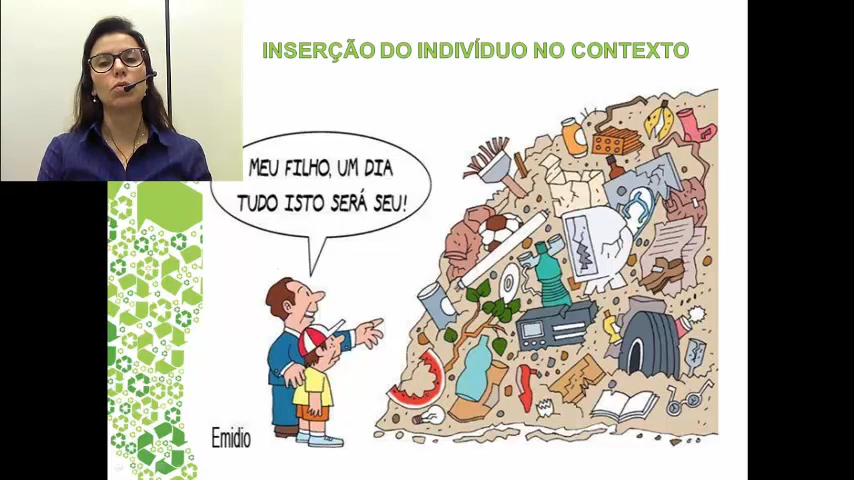 INSERÇÃO DO INDIVÍDUO NO CONTEXTO
MEU FILHO, UM DIA
TUDO ISTO SERÁ SEU!
Emidio